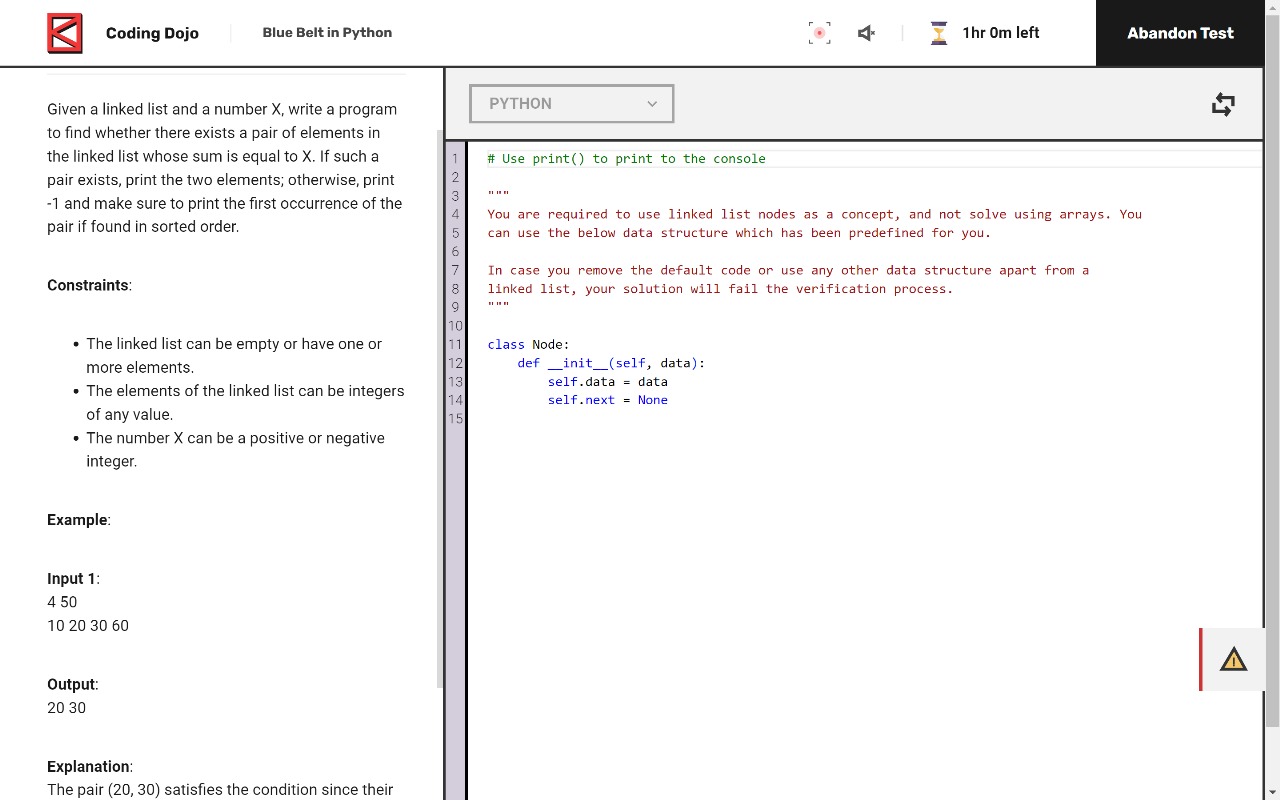 Coding Dojo
Blue Belt in Python
1hr 0m left
Abandon Test
Given a linked list and a number X, write a program
to find whether there exists a pair of elements in
the linked list whose sum is equal to X. If such a
pair exists, print the two elements; otherwise, print
-1 and make sure to print the first occurrence of the
pair if found in sorted order.
Constraints:
• The linked list can be empty or have one or
more elements.
• The elements of the linked list can be integers
of any value.
• The number X can be a positive or negative
integer.
Example:
Input 1:
4 50
10 20 30 60
Output:
20 30
Explanation:
The pair (20, 30) satisfies the condition since their
PYTHON
1 # Use print() to print to the console
2
3 """
4 You are required to use linked list nodes as a concept, and not solve using arrays. You
5 can use the below data structure which has been predefined for you.
6
7 In case you remove the default code or use any other data structure apart from a
8 linked list, your solution will fail the verification process.
9 """
10
11 class Node:
12     def __init__(self, data):
13         self.data = data
14         self.next = None
15